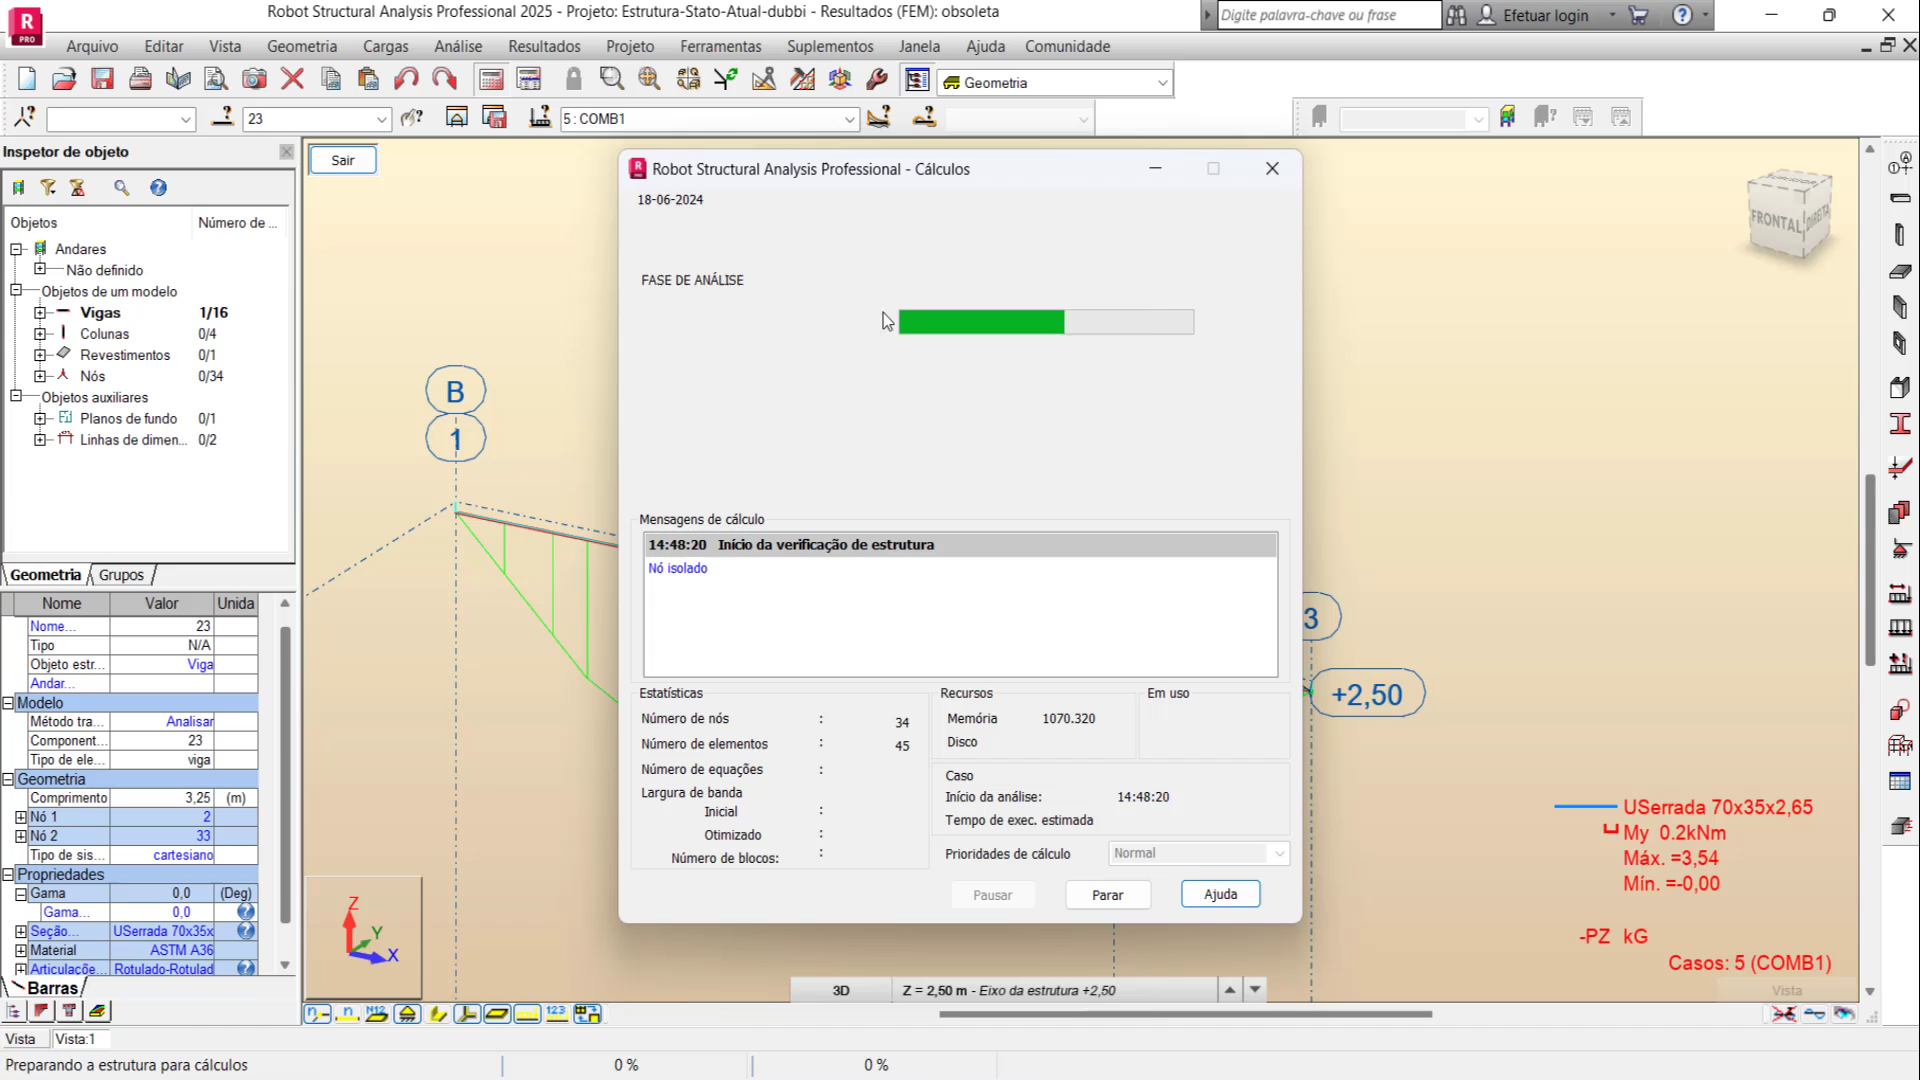 Robot Structural Analysis Professional 2025 - Projeto: Estrutura-Stato-Atual-dubbi - Resultados (FEM): obsoleta
Digite palavra-chave ou frase
Efetuar login
R
PRO
Arquivo Editar Vista Geometria Cargas Análise Resultados Projeto Ferramentas Suplementos Janela Ajuda Comunidade
Geometria
23
5 : COMB1
Inspetor de objeto
Objetos Número de ...
Andares
Não definido
Objetos de um modelo
Vigas 1/16
Colunas 0/4
Revestimentos 0/1
Nós 0/34
Objetos auxiliares
Planos de fundo 0/1
Linhas de dimen... 0/2
Geometria Grupos
Nome Valor Unida
Nome... 23
Tipo N/A
Objeto estr... Viga
Andar...
Modelo
Método tra... Analisar
Component... 23
Tipo de ele... viga
Geometria
Comprimento 3,25 (m)
Nó 1 2
Nó 2 33
Tipo de sis... cartesiano
Propriedades
Gama 0,0 (Deg)
Gama... 0,0
Seção... USerrada 70x35x
Material ASTM A36
Articulaçõe... Rotulado-Rotulad
Barras
Vista Vista:1
Preparando a estrutura para cálculos 0 % 0 %
Sair
B
1
Z
Y
X
Robot Structural Analysis Professional - Cálculos
18-06-2024
FASE DE ANÁLISE
Mensagens de cálculo
14:48:20 Início da verificação de estrutura
Nó isolado
Estatísticas
Número de nós : 34
Número de elementos : 45
Número de equações :
Largura de banda
Inicial :
Otimizado :
Número de blocos: :
Recursos Em uso
Memória 1070.320
Disco
Caso
Início da análise: 14:48:20
Tempo de exec. estimada
Prioridades de cálculo Normal
Pausar Parar Ajuda
3D Z = 2,50 m - Eixo da estrutura +2,50
FRONTAL DIREITA
3
+2,50
USerrada 70x35x2,65
My 0.2kNm
Máx. =3,54
Mín. =-0,00
-PZ kG
Casos: 5 (COMB1)
Vista